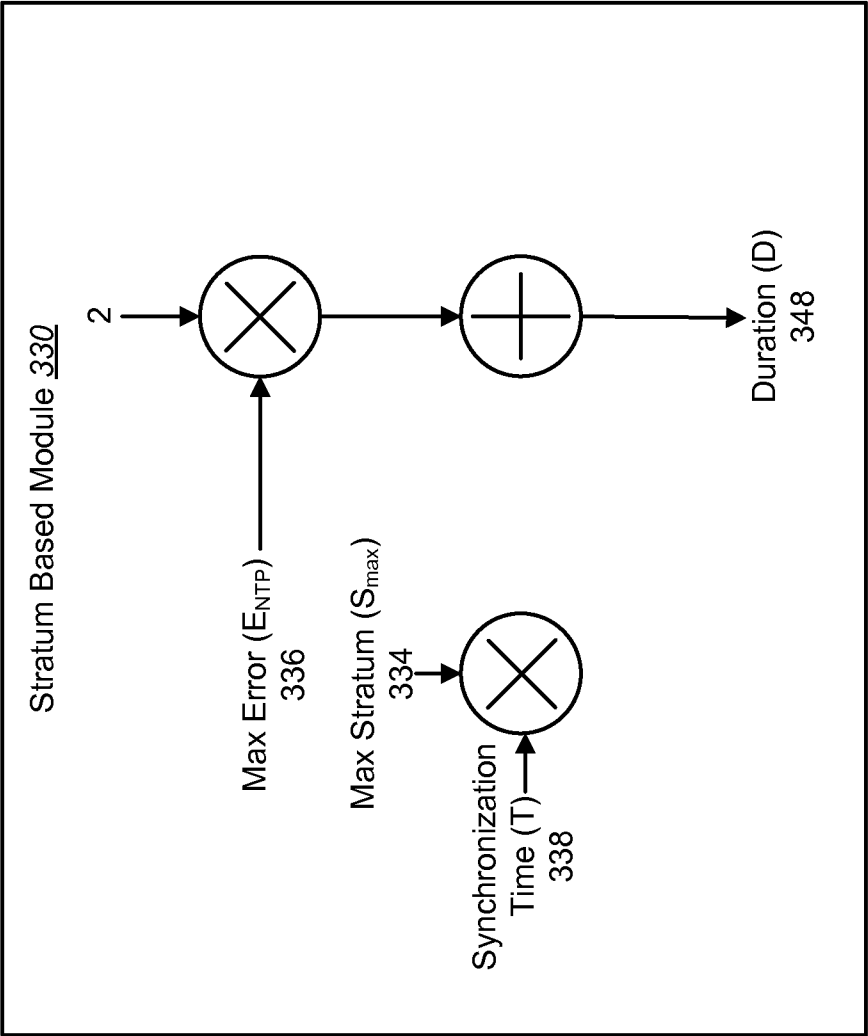 Stratum Based Module 330
2
Max Error (E_NTP)
336
Max Stratum (S_max)
334
Synchronization
Time (T)
338
Duration (D)
348